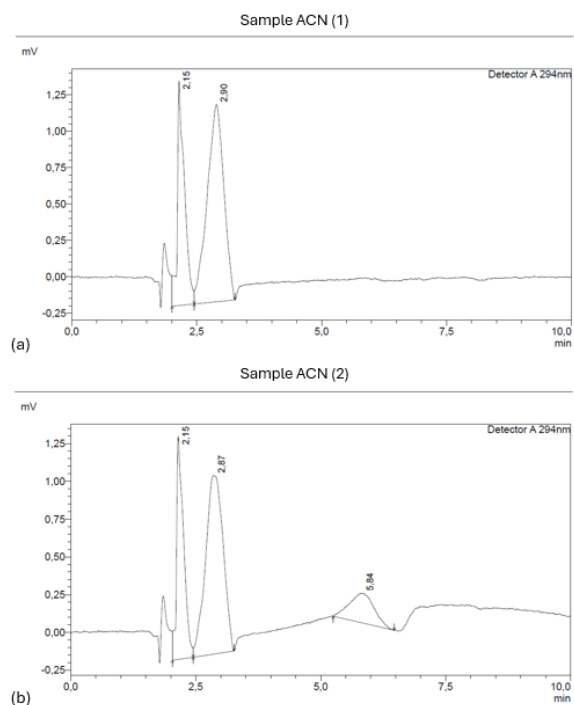 Sample ACN (1)
mV
Detector A 294nm
1,25
1,00
0,75
0,50
0,25
0,00
-0,25
2,15
2,90
0,0
2,5
5,0
7,5
10,0
min
(a)
Sample ACN (2)
mV
Detector A 294nm
1,25
1,00
0,75
0,50
0,25
0,00
-0,25
2,15
2,87
5,84
0,0
2,5
5,0
7,5
10,0
min
(b)